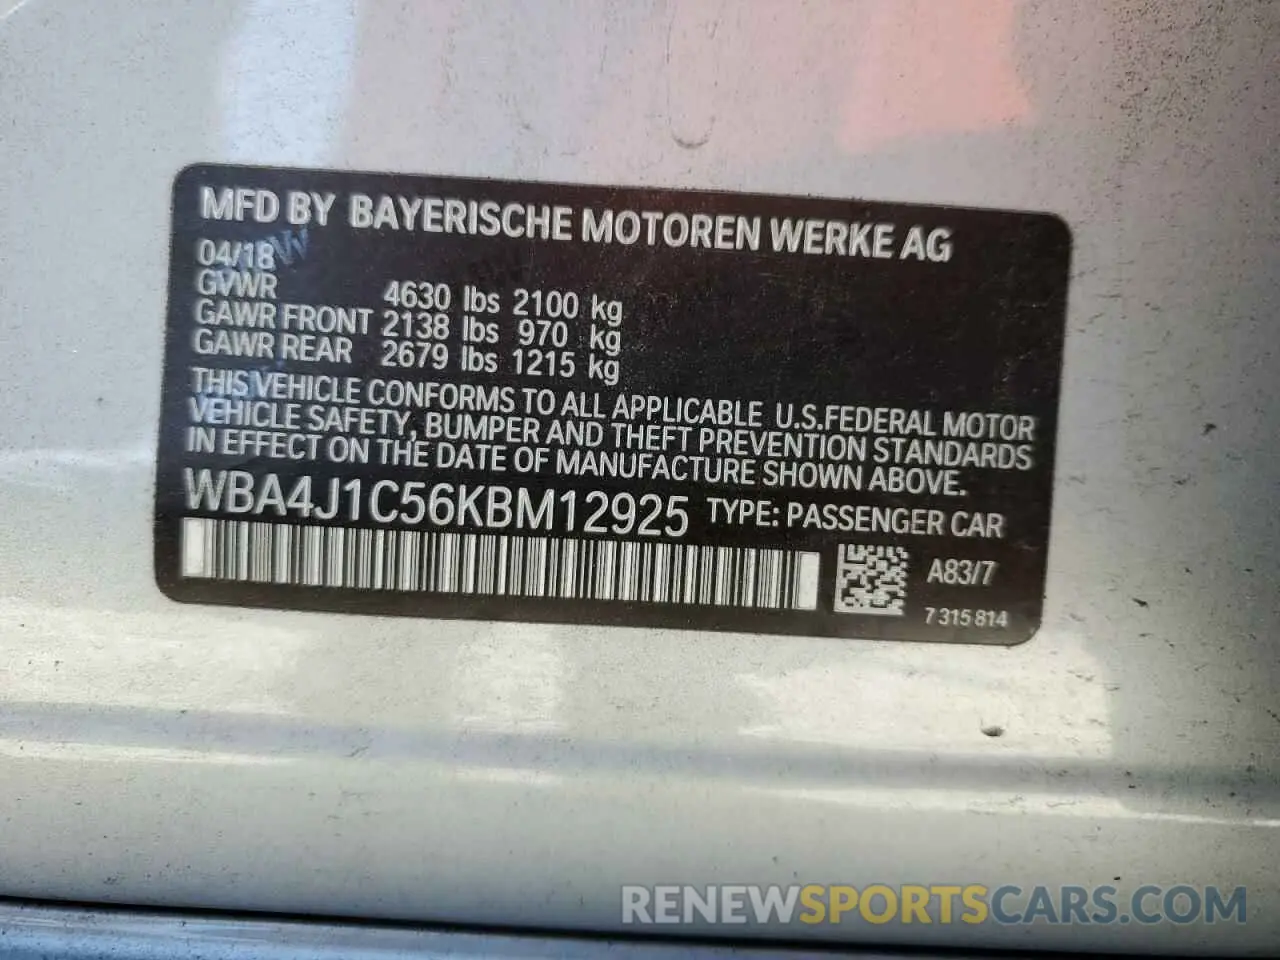 MFD BY BAYERISCHE MOTOREN WERKE AG
04/18
GVWR 4630 lbs 2100 kg
GAWR FRONT 2138 lbs 970 kg
GAWR REAR 2679 lbs 1215 kg
THIS VEHICLE CONFORMS TO ALL APPLICABLE U.S.FEDERAL MOTOR
VEHICLE SAFETY, BUMPER AND THEFT PREVENTION STANDARDS
IN EFFECT ON THE DATE OF MANUFACTURE SHOWN ABOVE.
WBA4J1C56KBM12925 TYPE: PASSENGER CAR
A83/7
7 315 814
RENEWSPORTSCARS.COM